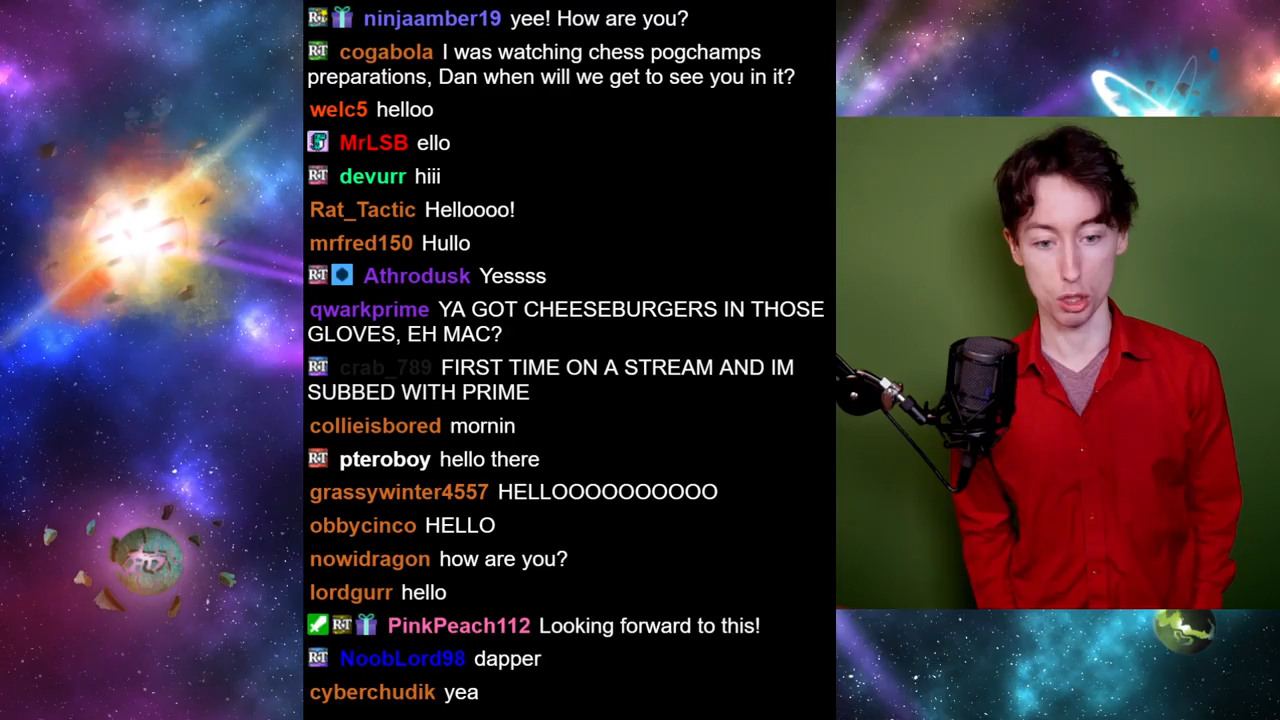 ninjaamber19 yee! How are you?
cogabola I was watching chess pogchamps
preparations, Dan when will we get to see you in it?
welc5 helloo
MrLSB ello
devurr hiii
Rat_Tactic Helloooo!
mrfred150 Hullo
Athrodusk Yessss
qwarkprime YA GOT CHEESEBURGERS IN THOSE
GLOVES, EH MAC?
crab_789 FIRST TIME ON A STREAM AND IM
SUBBED WITH PRIME
collieisbored mornin
pteroboy hello there
grassywinter4557 HELLOOOOOOOOOO
obbycinco HELLO
nowidragon how are you?
lordgurr hello
PinkPeach112 Looking forward to this!
NoobLord98 dapper
cyberchudik yea